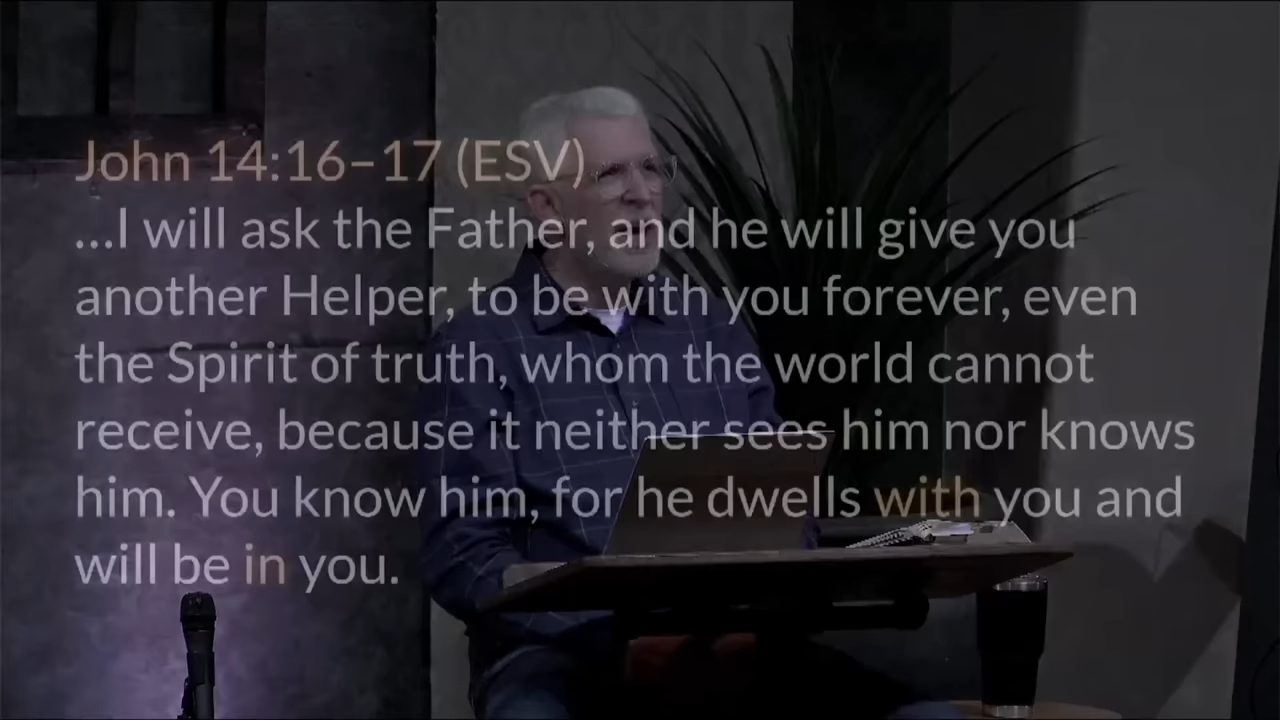 John 14:16–17 (ESV)
...I will ask the Father, and he will give you
another Helper, to be with you forever, even
the Spirit of truth, whom the world cannot
receive, because it neither sees him nor knows
him. You know him, for he dwells with you and
will be in you.